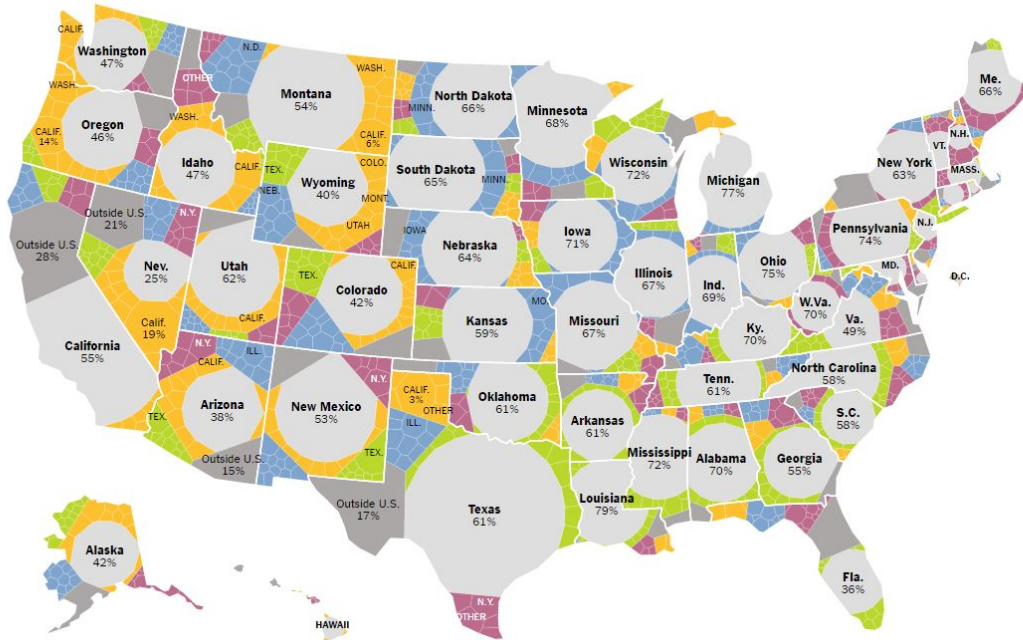 CALIF.
Washington
47%
N.D.
WASH.
OTHER
Montana
54%
CALIF.
6%
MINN.
North Dakota
66%
Minnesota
68%
Me.
66%
WASH.
Oregon
46%
CALIF.
14%
WASH.
Idaho
47%
CALIF.
TEX.
NEB.
Wyoming
40%
COLO.
MONT.
UTAH
South Dakota
65%
MINN.
Wisconsin
72%
Michigan
77%
New York
63%
VT.
N.H.
MASS.
Outside U.S.
28%
Outside U.S.
21%
N.Y.
Nev.
25%
Calif.
19%
Utah
62%
CALIF.
TEX.
Colorado
42%
CALIF.
IOWA
Nebraska
64%
Iowa
71%
Illinois
67%
Ind.
69%
Ohio
75%
Pennsylvania
74%
N.J.
MD.
D.C.
W.Va.
70%
Va.
49%
California
55%
Kansas
59%
MO.
Missouri
67%
Ky.
70%
Tenn.
61%
North Carolina
58%
S.C.
58%
N.Y.
CALIF.
ILL.
Arizona
38%
TEX.
Outside U.S.
15%
New Mexico
53%
N.Y.
TEX.
CALIF.
3%
OTHER
ILL.
Oklahoma
61%
Arkansas
61%
Mississippi
72%
Alabama
70%
Georgia
55%
Louisiana
79%
Outside U.S.
17%
Texas
61%
N.Y.
OTHER
Fla.
36%
Alaska
42%
HAWAII